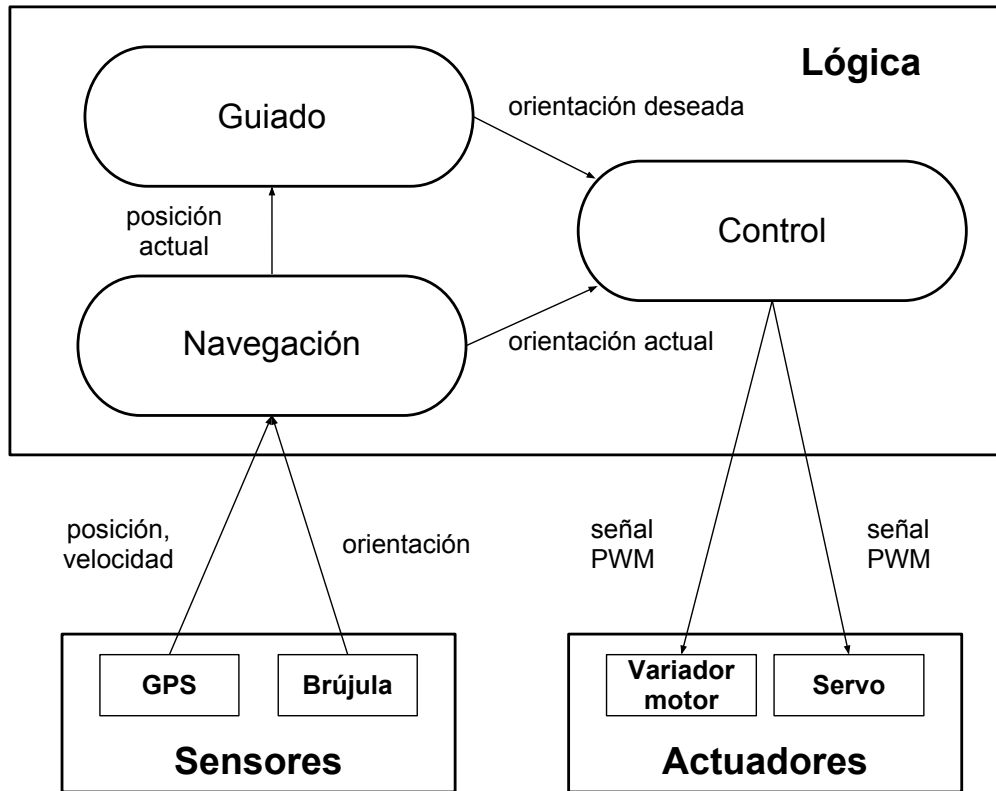 Lógica
Guiado
orientación deseada
posición
actual
Control
Navegación
orientación actual
posición,
velocidad
orientación
señal
PWM
señal
PWM
GPS
Brújula
Variador
motor
Servo
Sensores
Actuadores